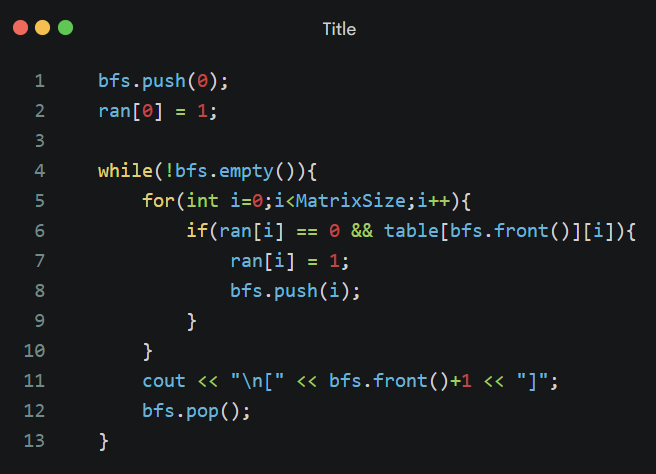 Title
1 bfs.push(0);
2 ran[0] = 1;
3
4 while(!bfs.empty()){
5 for(int i=0;i<MatrixSize;i++){
6 if(ran[i] == 0 && table[bfs.front()][i]){
7 ran[i] = 1;
8 bfs.push(i);
9 }
10 }
11 cout << "\n[" << bfs.front()+1 << "]";
12 bfs.pop();
13 }